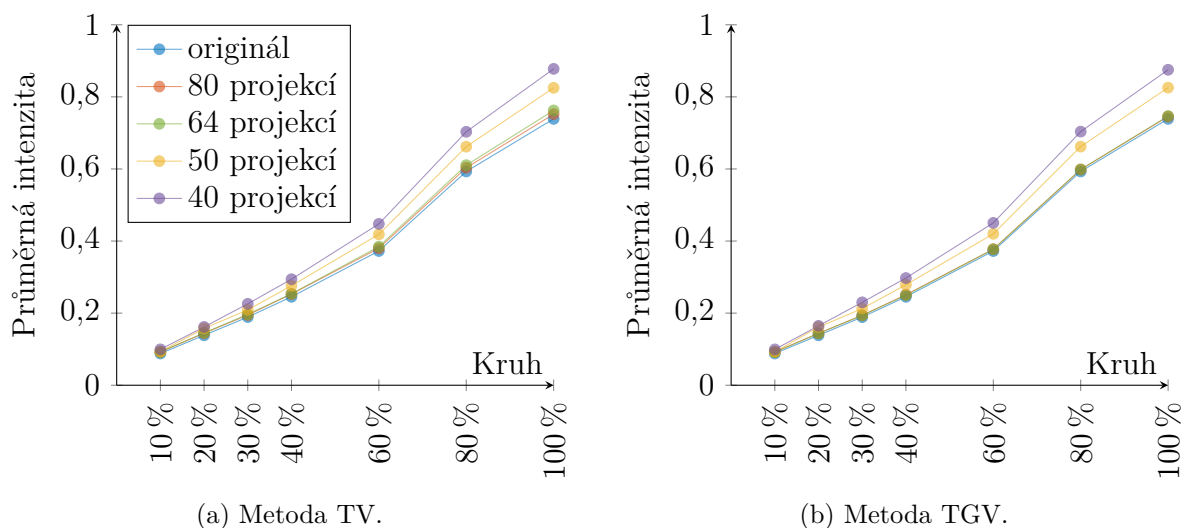 1
0,8
0,6
0,4
0,2
0
Průměrná intenzita
originál
80 projekcí
64 projekcí
50 projekcí
40 projekcí
Kruh
10 %
20 %
30 %
40 %
60 %
80 %
100 %
(a) Metoda TV.
1
0,8
0,6
0,4
0,2
0
Průměrná intenzita
Kruh
10 %
20 %
30 %
40 %
60 %
80 %
100 %
(b) Metoda TGV.